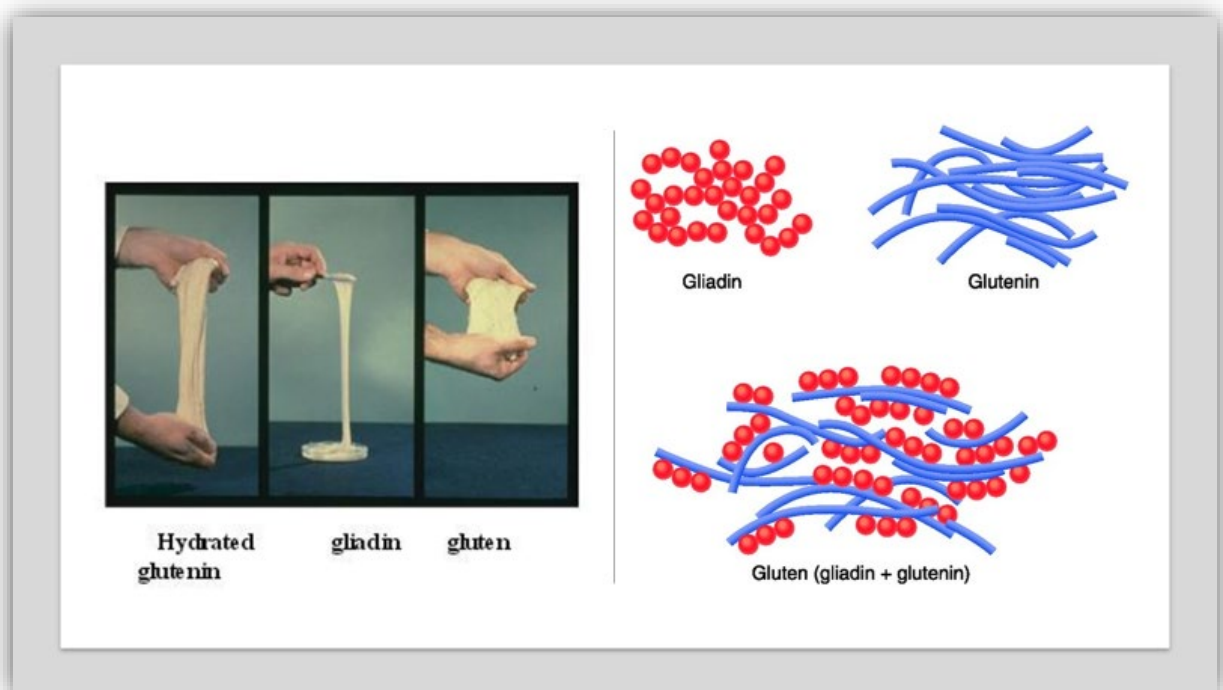 Hydrated gliadin gluten
glutenin
Gliadin
Glutenin
Gluten (gliadin + glutenin)